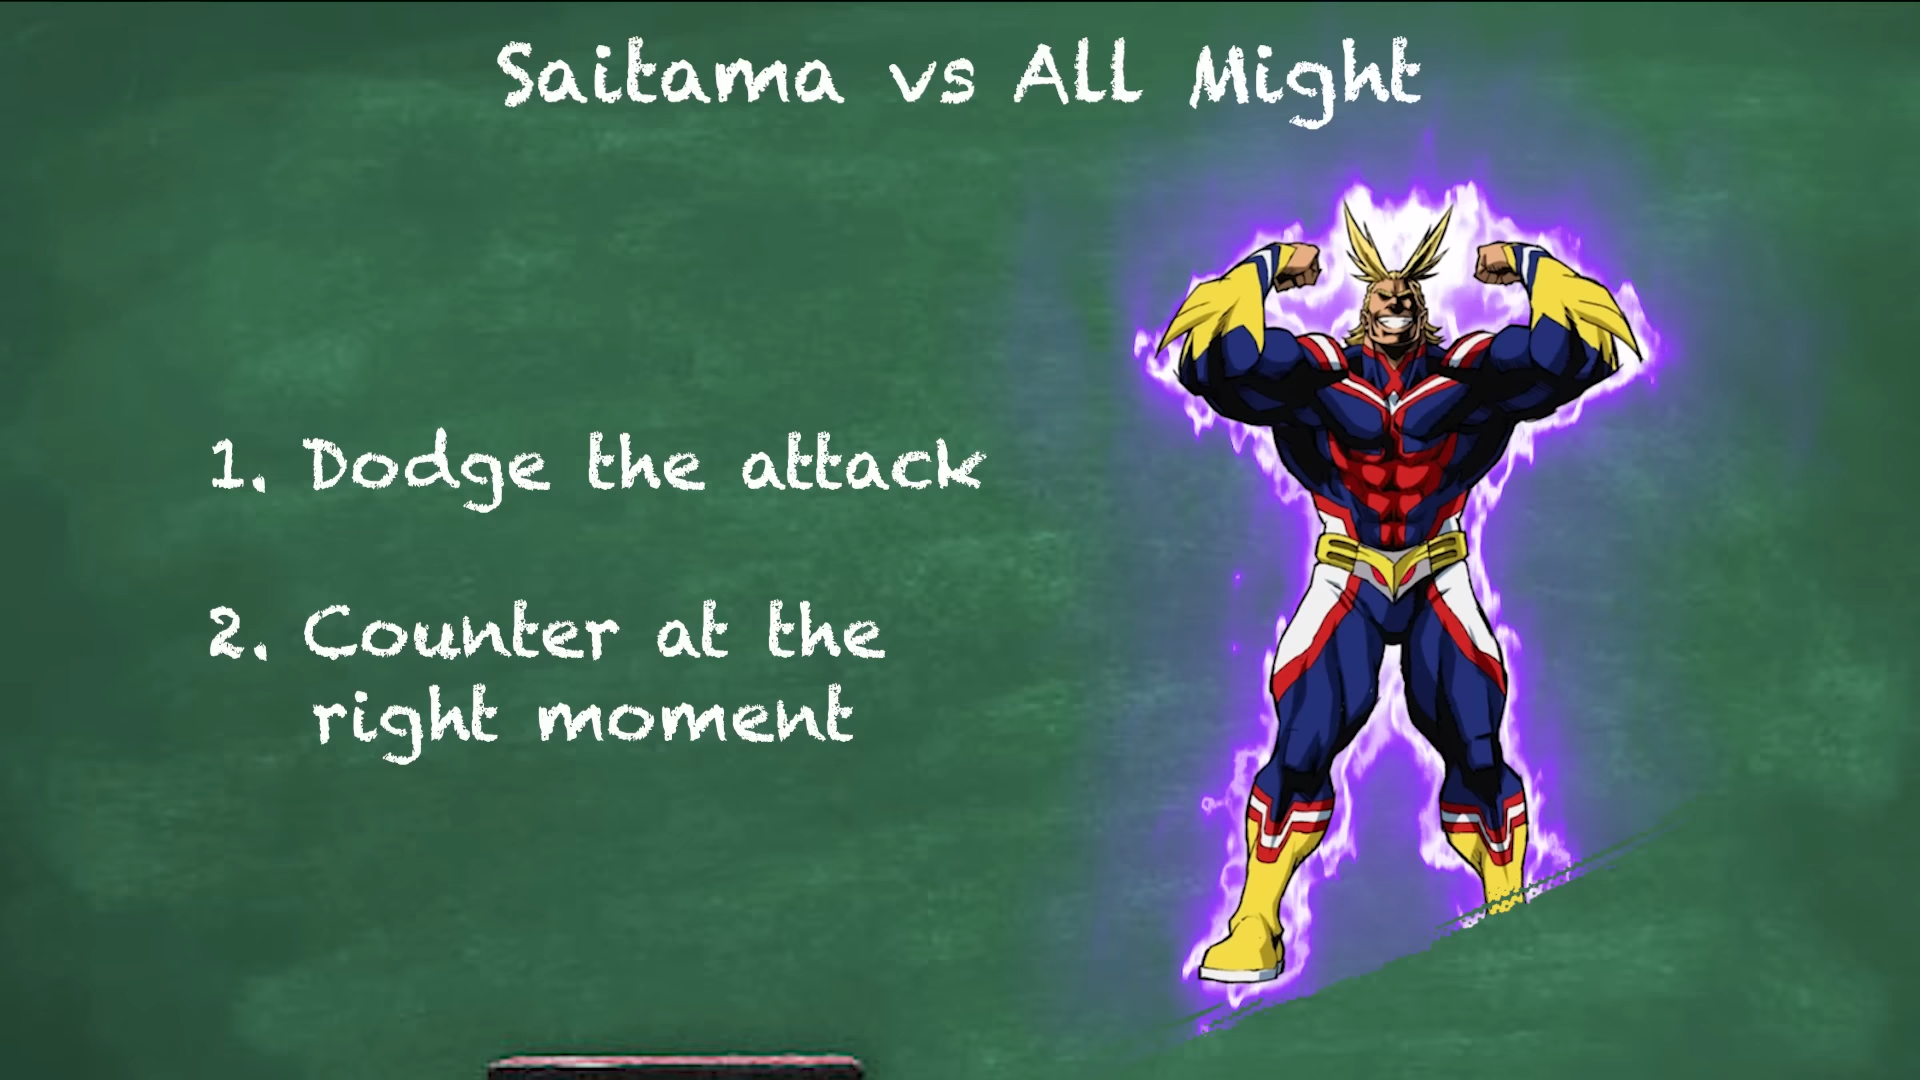 Saitama vs All Might
1. Dodge the attack
2. Counter at the
right moment